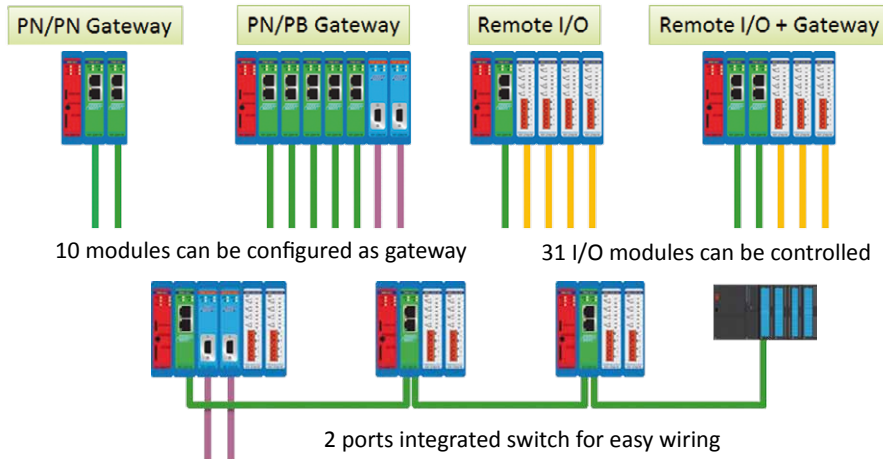 PN/PN Gateway
PN/PB Gateway
Remote I/O
Remote I/O + Gateway
10 modules can be configured as gateway
31 I/O modules can be controlled
2 ports integrated switch for easy wiring